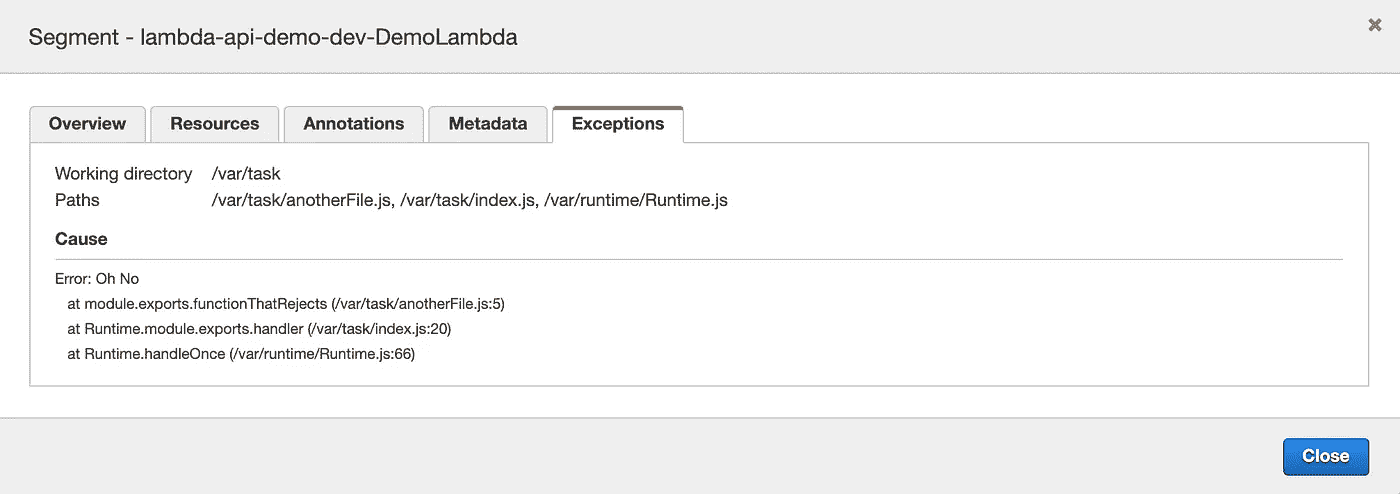 Segment - lambda-api-demo-dev-DemoLambda
×
Overview Resources Annotations Metadata Exceptions
Working directory /var/task
Paths /var/task/anotherFile.js, /var/task/index.js, /var/runtime/Runtime.js
Cause
Error: Oh No
at module.exports.functionThatRejects (/var/task/anotherFile.js:5)
at Runtime.module.exports.handler (/var/task/index.js:20)
at Runtime.handleOnce (/var/runtime/Runtime.js:66)
Close